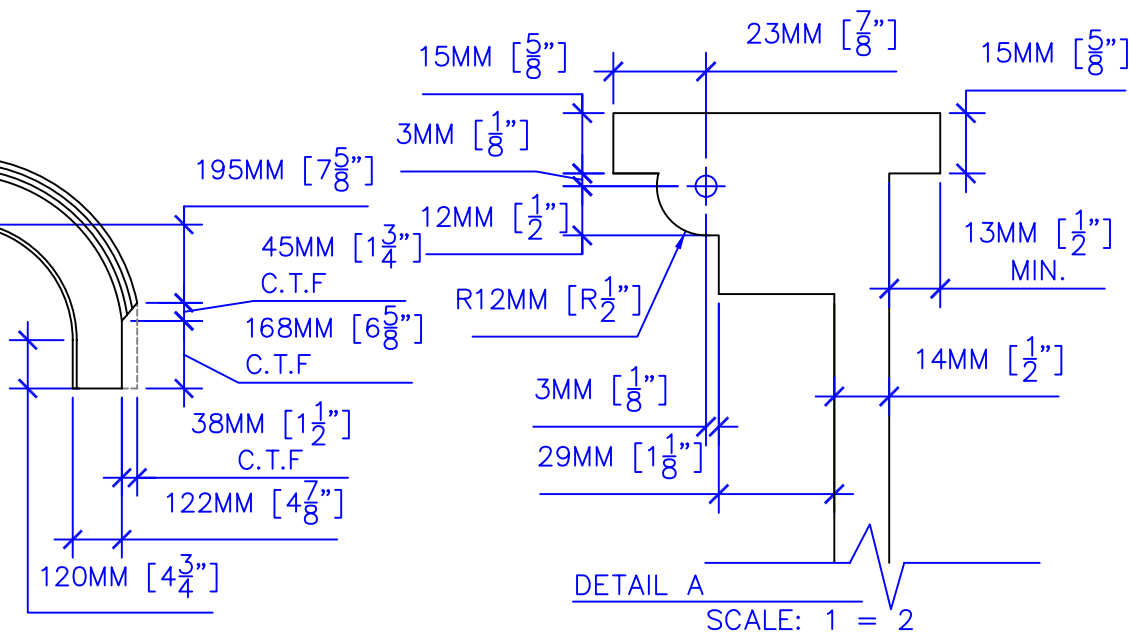 23MM [7/8"]
15MM [5/8"]
15MM [5/8"]
3MM [1/8"]
195MM [7 5/8"]
12MM [1/2"]
13MM [1/2"]
MIN.
45MM [1 3/4"]
C.T.F
R12MM [R1/2"]
168MM [6 5/8"]
C.T.F
14MM [1/2"]
3MM [1/8"]
38MM [1 1/2"]
C.T.F
29MM [1 1/8"]
122MM [4 7/8"]
120MM [4 3/4"]
DETAIL A
SCALE: 1 = 2